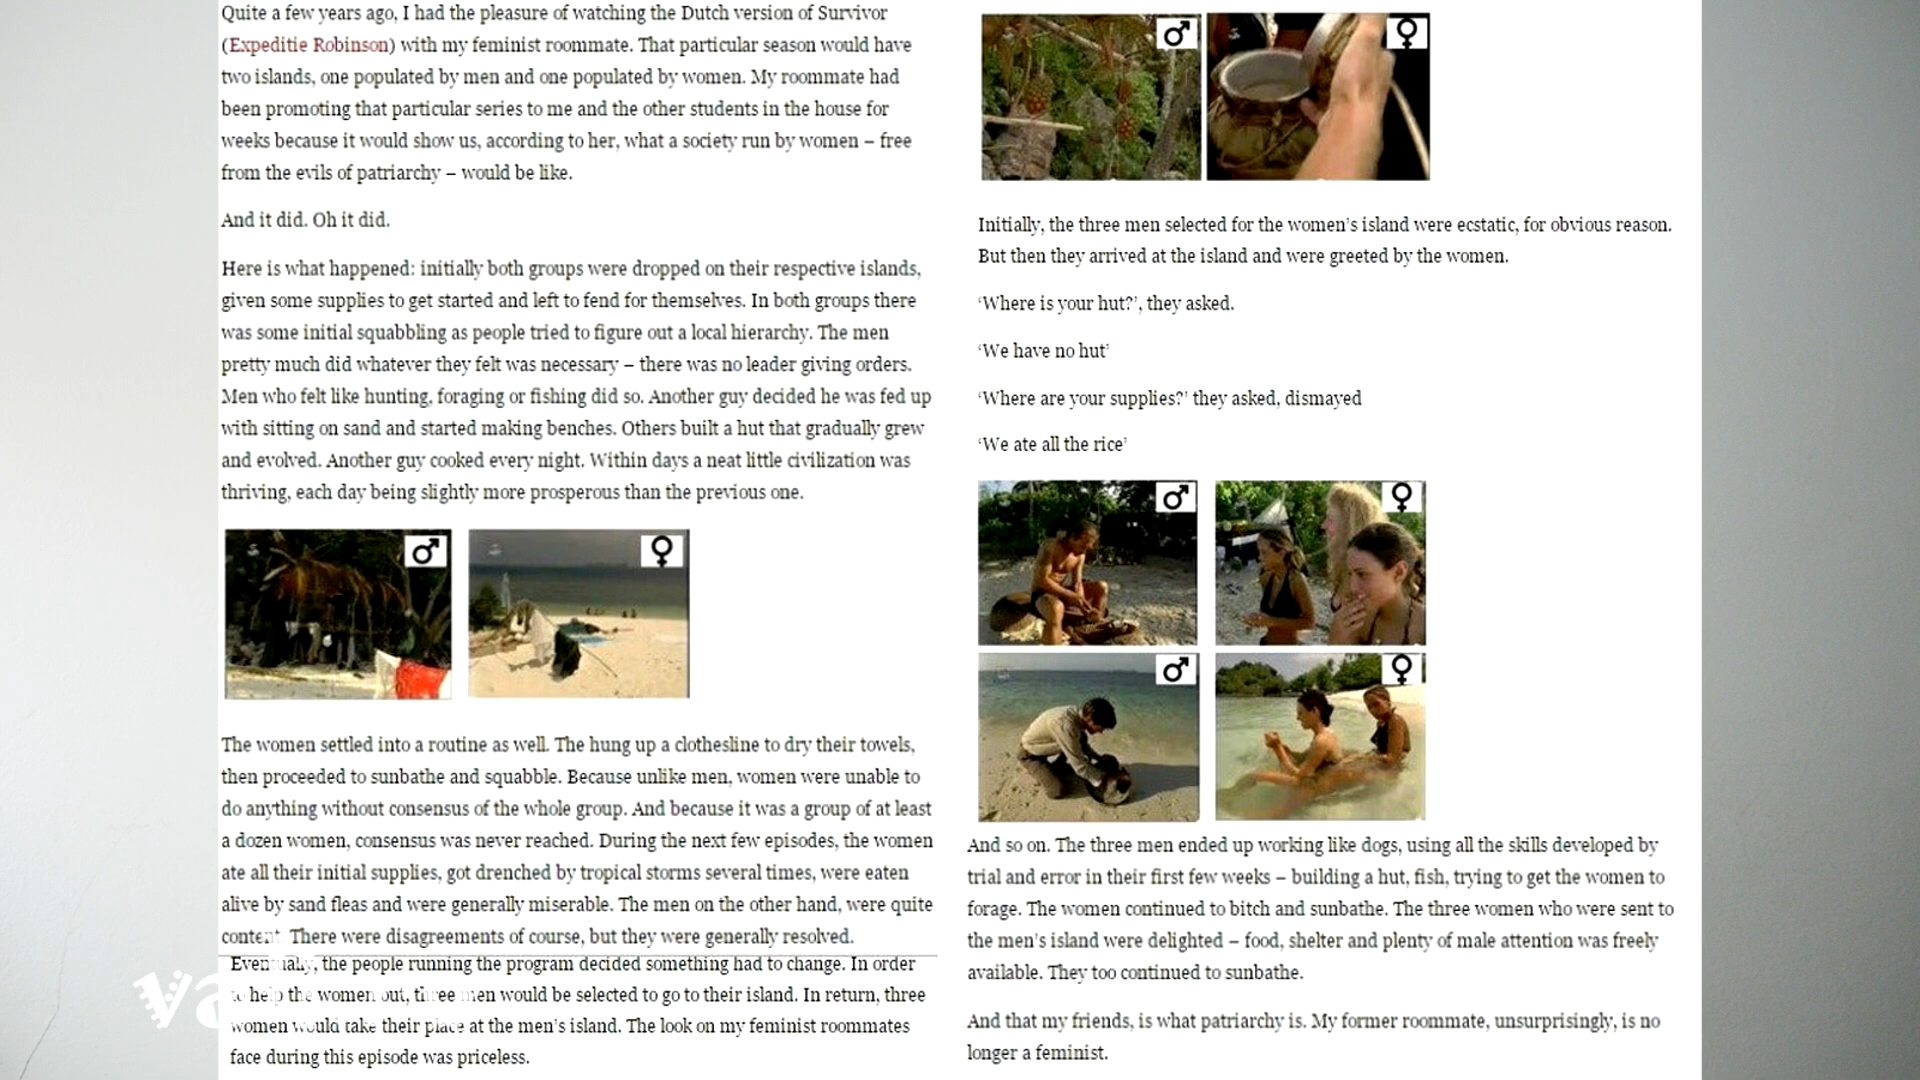 Quite a few years ago, I had the pleasure of watching the Dutch version of Survivor
(Expeditie Robinson) with my feminist roommate. That particular season would have
two islands, one populated by men and one populated by women. My roommate had
been promoting that particular series to me and the other students in the house for
weeks because it would show us, according to her, what a society run by women – free
from the evils of patriarchy – would be like.
And it did. Oh it did.
Here is what happened: initially both groups were dropped on their respective islands,
given some supplies to get started and left to fend for themselves. In both groups there
was some initial squabbling as people tried to figure out a local hierarchy. The men
pretty much did whatever they felt was necessary – there was no leader giving orders.
Men who felt like hunting, foraging or fishing did so. Another guy decided he was fed up
with sitting on sand and started making benches. Others built a hut that gradually grew
and evolved. Another guy cooked every night. Within days a neat little civilization was
thriving, each day being slightly more prosperous than the previous one.
The women settled into a routine as well. The hung up a clothesline to dry their towels,
then proceeded to sunbathe and squabble. Because unlike men, women were unable to
do anything without consensus of the whole group. And because it was a group of at least
a dozen women, consensus was never reached. During the next few episodes, the women
ate all their initial supplies, got drenched by tropical storms several times, were eaten
alive by sand fleas and were generally miserable. The men on the other hand, were quite
content. There were disagreements of course, but they were generally resolved.
Eventually, the people running the program decided something had to change. In order
to help the women out, three men would be selected to go to their island. In return, three
women would take their place at the men's island. The look on my feminist roommates
face during this episode was priceless.
Initially, the three men selected for the women's island were ecstatic, for obvious reason.
But then they arrived at the island and were greeted by the women.
‘Where is your hut?’, they asked.
‘We have no hut’
‘Where are your supplies?’ they asked, dismayed
‘We ate all the rice’
And so on. The three men ended up working like dogs, using all the skills developed by
trial and error in their first few weeks – building a hut, fish, trying to get the women to
forage. The women continued to bitch and sunbathe. The three women who were sent to
the men's island were delighted – food, shelter and plenty of male attention was freely
available. They too continued to sunbathe.
And that my friends, is what patriarchy is. My former roommate, unsurprisingly, is no
longer a feminist.